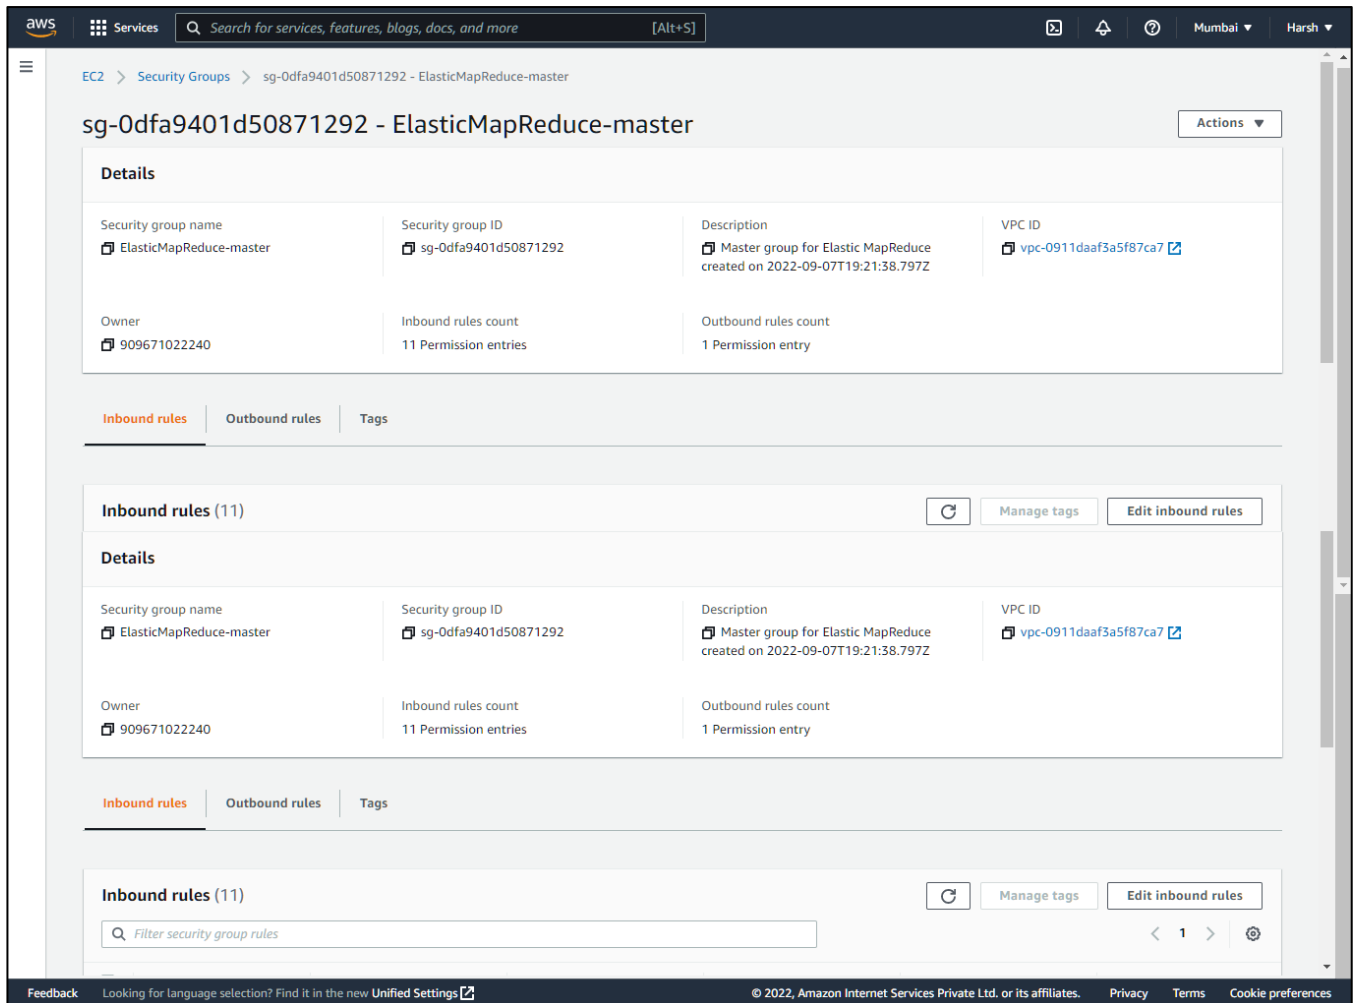 aws Services Search for services, features, blogs, docs, and more [Alt+S] Mumbai Harsh
EC2 > Security Groups > sg-0dfa9401d50871292 - ElasticMapReduce-master
sg-0dfa9401d50871292 - ElasticMapReduce-master Actions
Details
Security group name Security group ID Description VPC ID
ElasticMapReduce-master sg-0dfa9401d50871292 Master group for Elastic MapReduce vpc-0911daaf3a5f87ca7
created on 2022-09-07T19:21:38.797Z
Owner Inbound rules count Outbound rules count
909671022240 11 Permission entries 1 Permission entry
Inbound rules Outbound rules Tags
Inbound rules (11) Manage tags Edit inbound rules
Details
Security group name Security group ID Description VPC ID
ElasticMapReduce-master sg-0dfa9401d50871292 Master group for Elastic MapReduce vpc-0911daaf3a5f87ca7
created on 2022-09-07T19:21:38.797Z
Owner Inbound rules count Outbound rules count
909671022240 11 Permission entries 1 Permission entry
Inbound rules Outbound rules Tags
Inbound rules (11) Manage tags Edit inbound rules
Filter security group rules < 1 >
Feedback Looking for language selection? Find it in the new Unified Settings © 2022, Amazon Internet Services Private Ltd. or its affiliates. Privacy Terms Cookie preferences